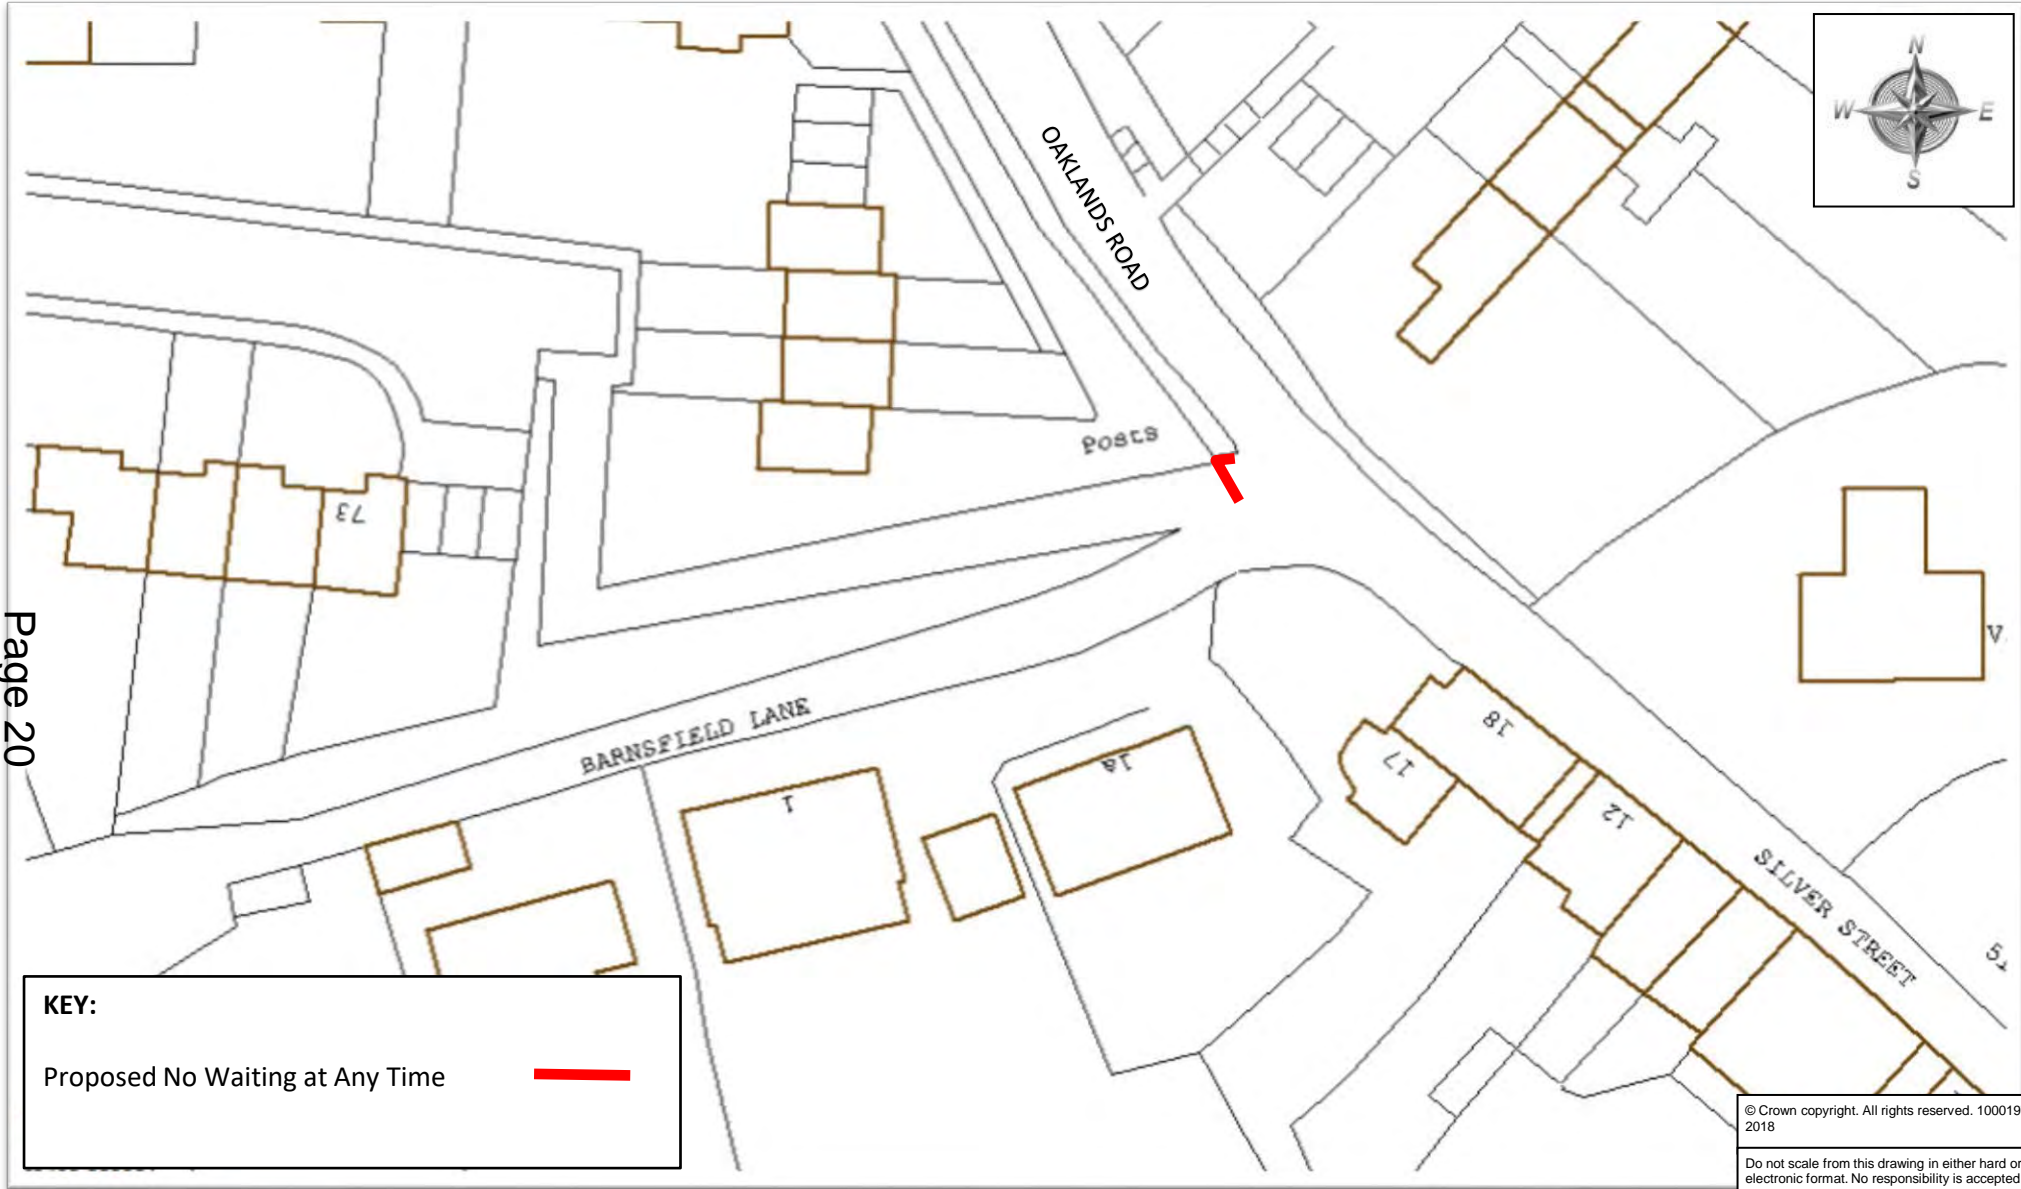 N
W E
S
OAKLANDS ROAD
Posts
73
V
Page 20
BARNSFIELD LANE
1
1a
18
17
12
SILVER STREET
KEY:
Proposed No Waiting at Any Time
© Crown copyright. All rights reserved. 100019
2018
Do not scale from this drawing in either hard or
electronic format. No responsibility is accepted